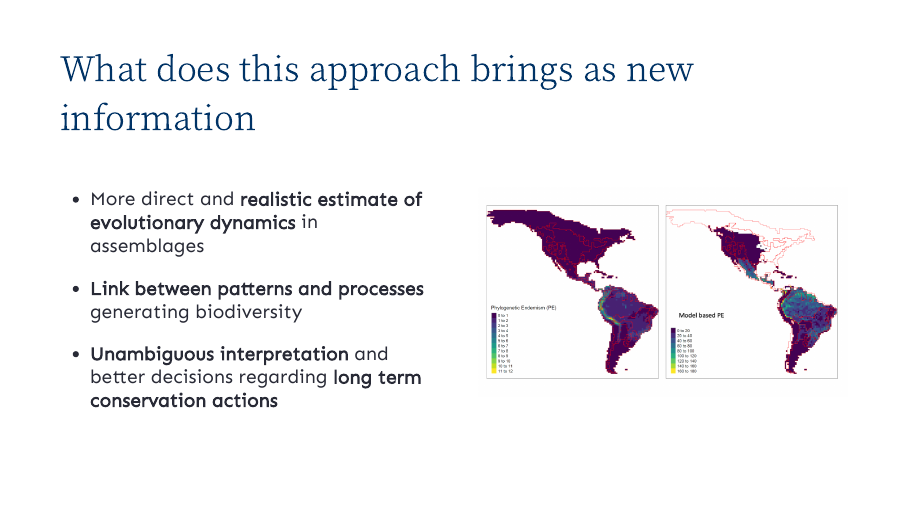 What does this approach brings as new
information
• More direct and realistic estimate of
evolutionary dynamics in
assemblages
• Link between patterns and processes
generating biodiversity
• Unambiguous interpretation and
better decisions regarding long term
conservation actions
Phylogenetic Endemism (PE)
0 to 1
1 to 2
2 to 3
3 to 4
4 to 5
5 to 6
6 to 7
7 to 8
8 to 9
9 to 10
10 to 11
11 to 12
Model based PE
0 to 20
20 to 40
40 to 60
60 to 80
80 to 100
100 to 120
120 to 140
140 to 160
160 to 180